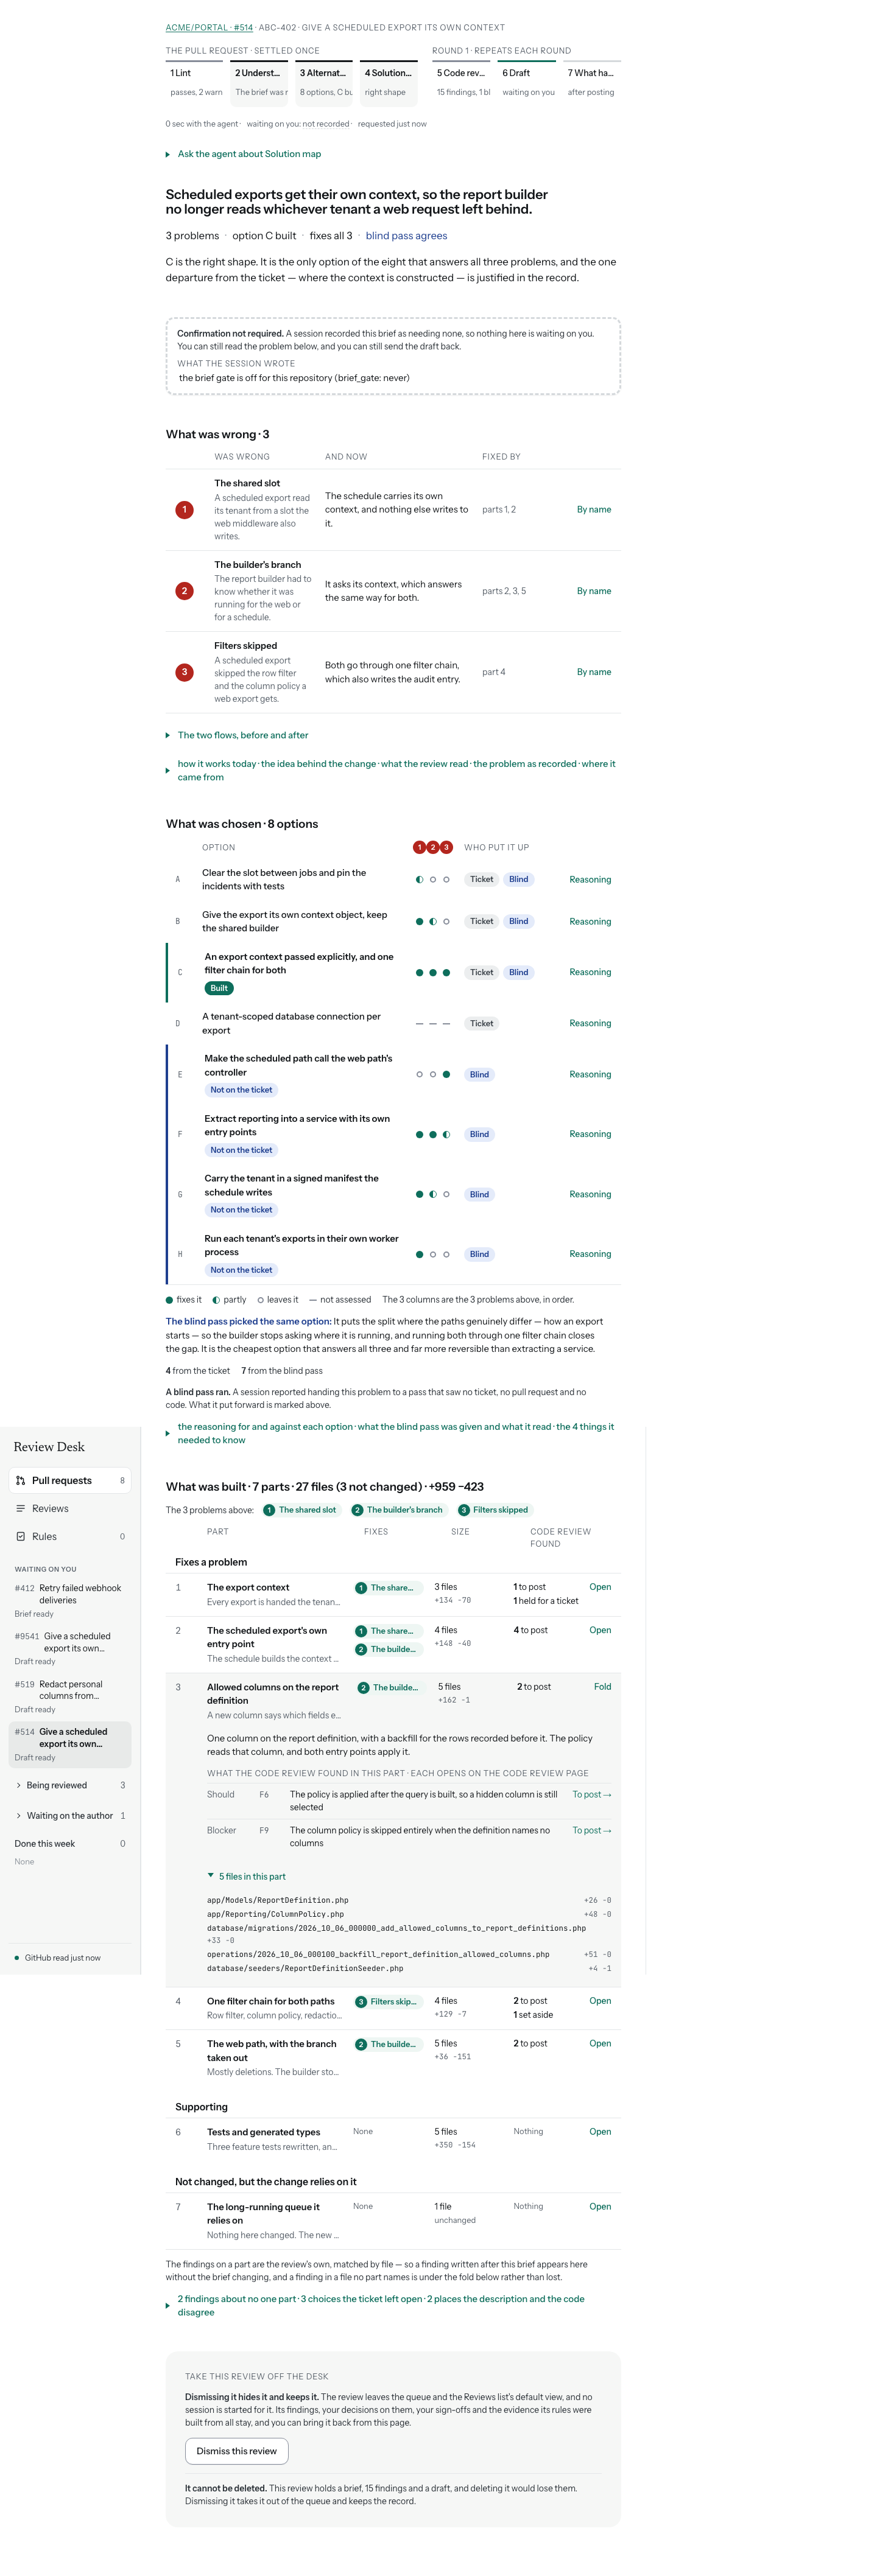 ACME/PORTAL · #514 · ABC-402 · GIVE A SCHEDULED EXPORT ITS OWN CONTEXT
THE PULL REQUEST · SETTLED ONCE
1 Lint
passes, 2 warn
2 Underst...
The brief was r
3 Alternat...
8 options, C bu
4 Solution...
right shape
ROUND 1 · REPEATS EACH ROUND
5 Code rev...
15 findings, 1 bl
6 Draft
waiting on you
7 What ha...
after posting
0 sec with the agent · waiting on you: not recorded · requested just now
Ask the agent about Solution map
Scheduled exports get their own context, so the report builder
no longer reads whichever tenant a web request left behind.
3 problems · option C built · fixes all 3 · blind pass agrees
C is the right shape. It is the only option of the eight that answers all three problems, and the one
departure from the ticket — where the context is constructed — is justified in the record.
Confirmation not required. A session recorded this brief as needing none, so nothing here is waiting on you.
You can still read the problem below, and you can still send the draft back.
WHAT THE SESSION WROTE
the brief gate is off for this repository (brief_gate: never)
What was wrong · 3
WAS WRONG AND NOW FIXED BY
1
The shared slot
A scheduled export read
its tenant from a slot the
web middleware also
writes.
The schedule carries its own
context, and nothing else writes to
it.
parts 1, 2
By name
2
The builder's branch
The report builder had to
know whether it was
running for the web or
for a schedule.
It asks its context, which answers
the same way for both.
parts 2, 3, 5
By name
3
Filters skipped
A scheduled export
skipped the row filter
and the column policy a
web export gets.
Both go through one filter chain,
which also writes the audit entry.
part 4
By name
The two flows, before and after
how it works today · the idea behind the change · what the review read · the problem as recorded · where it
came from
What was chosen · 8 options
OPTION 1 2 3 WHO PUT IT UP
A
Clear the slot between jobs and pin the
incidents with tests
Ticket Blind Reasoning
B
Give the export its own context object, keep
the shared builder
Ticket Blind Reasoning
C
An export context passed explicitly, and one
filter chain for both
Built
Ticket Blind Reasoning
D
A tenant-scoped database connection per
export
— — —
Ticket Reasoning
E
Make the scheduled path call the web path's
controller
Not on the ticket
Blind Reasoning
F
Extract reporting into a service with its own
entry points
Not on the ticket
Blind Reasoning
G
Carry the tenant in a signed manifest the
schedule writes
Not on the ticket
Blind Reasoning
H
Run each tenant's exports in their own worker
process
Not on the ticket
Blind Reasoning
fixes it partly leaves it — not assessed The 3 columns are the 3 problems above, in order.
The blind pass picked the same option: It puts the split where the paths genuinely differ — how an export
starts — so the builder stops asking where it is running, and running both through one filter chain closes
the gap. It is the cheapest option that answers all three and far more reversible than extracting a service.
4 from the ticket 7 from the blind pass
A blind pass ran. A session reported handing this problem to a pass that saw no ticket, no pull request and no
code. What it put forward is marked above.
the reasoning for and against each option · what the blind pass was given and what it read · the 4 things it
needed to know
Review Desk
Pull requests 8
Reviews
Rules 0
WAITING ON YOU
#412 Retry failed webhook
deliveries
Brief ready
#9541 Give a scheduled
export its own...
Draft ready
#519 Redact personal
columns from...
Draft ready
#514 Give a scheduled
export its own...
Draft ready
Being reviewed 3
Waiting on the author 1
Done this week 0
None
GitHub read just now
What was built · 7 parts · 27 files (3 not changed) · +959 −423
The 3 problems above: 1 The shared slot 2 The builder's branch 3 Filters skipped
PART FIXES SIZE CODE REVIEW
FOUND
Fixes a problem
1
The export context
Every export is handed the tenan...
1 The share...
3 files
+134 -70
1 to post
1 held for a ticket
Open
2
The scheduled export's own
entry point
The schedule builds the context ...
1 The share...
2 The builde...
4 files
+148 -40
4 to post
Open
3
Allowed columns on the report
definition
A new column says which fields e...
2 The builde...
5 files
+162 -1
2 to post
Fold
One column on the report definition, with a backfill for the rows recorded before it. The policy
reads that column, and both entry points apply it.
WHAT THE CODE REVIEW FOUND IN THIS PART · EACH OPENS ON THE CODE REVIEW PAGE
Should F6 The policy is applied after the query is built, so a hidden column is still
selected
To post →
Blocker F9 The column policy is skipped entirely when the definition names no
columns
To post →
5 files in this part
app/Models/ReportDefinition.php +26 -0
app/Reporting/ColumnPolicy.php +48 -0
database/migrations/2026_10_06_000000_add_allowed_columns_to_report_definitions.php
+33 -0
operations/2026_10_06_000100_backfill_report_definition_allowed_columns.php +51 -0
database/seeders/ReportDefinitionSeeder.php +4 -1
4
One filter chain for both paths
Row filter, column policy, redactio...
3 Filters skip...
4 files
+129 -7
2 to post
1 set aside
Open
5
The web path, with the branch
taken out
Mostly deletions. The builder sto...
2 The builde...
5 files
+36 -151
2 to post
Open
Supporting
6
Tests and generated types
Three feature tests rewritten, an...
None
5 files
+350 -154
Nothing
Open
Not changed, but the change relies on it
7
The long-running queue it
relies on
Nothing here changed. The new ...
None
1 file
unchanged
Nothing
Open
The findings on a part are the review's own, matched by file — so a finding written after this brief appears here
without the brief changing, and a finding in a file no part names is under the fold below rather than lost.
2 findings about no one part · 3 choices the ticket left open · 2 places the description and the code
disagree
TAKE THIS REVIEW OFF THE DESK
Dismissing it hides it and keeps it. The review leaves the queue and the Reviews list's default view, and no
session is started for it. Its findings, your decisions on them, your sign-offs and the evidence its rules were
built from all stay, and you can bring it back from this page.
Dismiss this review
It cannot be deleted. This review holds a brief, 15 findings and a draft, and deleting it would lose them.
Dismissing it takes it out of the queue and keeps the record.